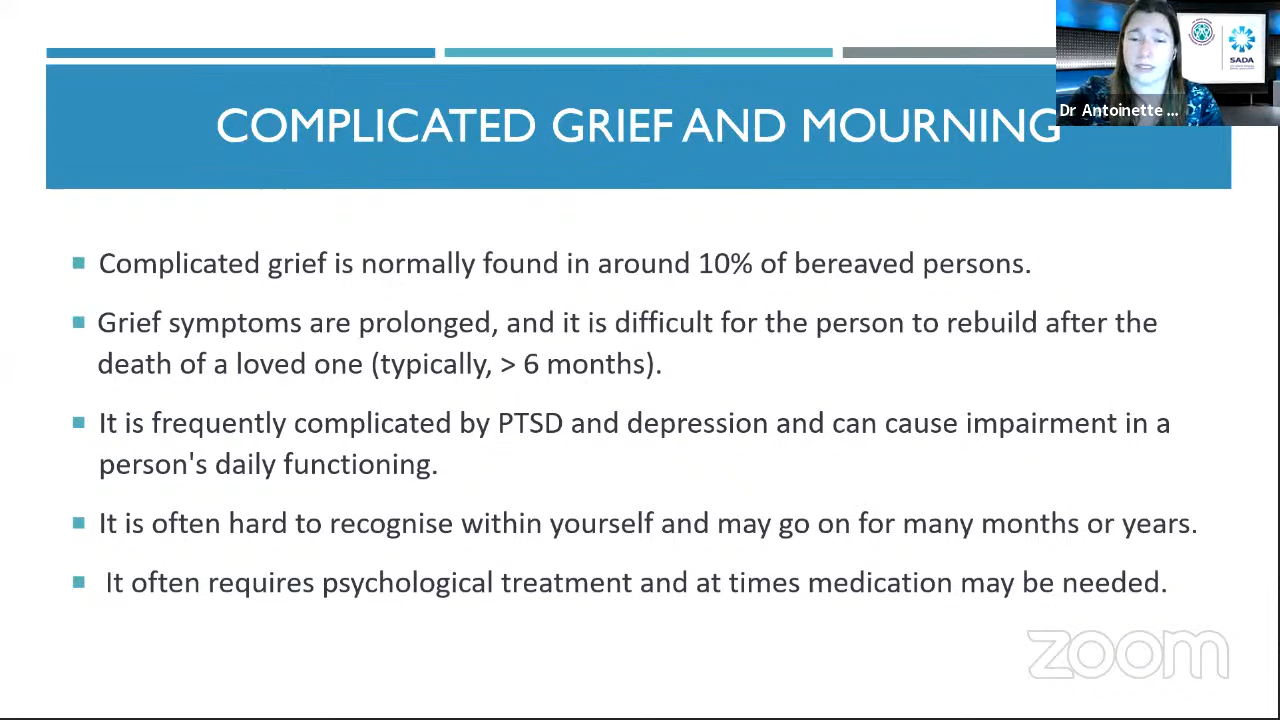 COMPLICATED GRIEF AND MOURNING
SADA
Dr Antoinette ...
Complicated grief is normally found in around 10% of bereaved persons.
Grief symptoms are prolonged, and it is difficult for the person to rebuild after the
death of a loved one (typically, > 6 months).
It is frequently complicated by PTSD and depression and can cause impairment in a
person's daily functioning.
It is often hard to recognise within yourself and may go on for many months or years.
It often requires psychological treatment and at times medication may be needed.
zoom